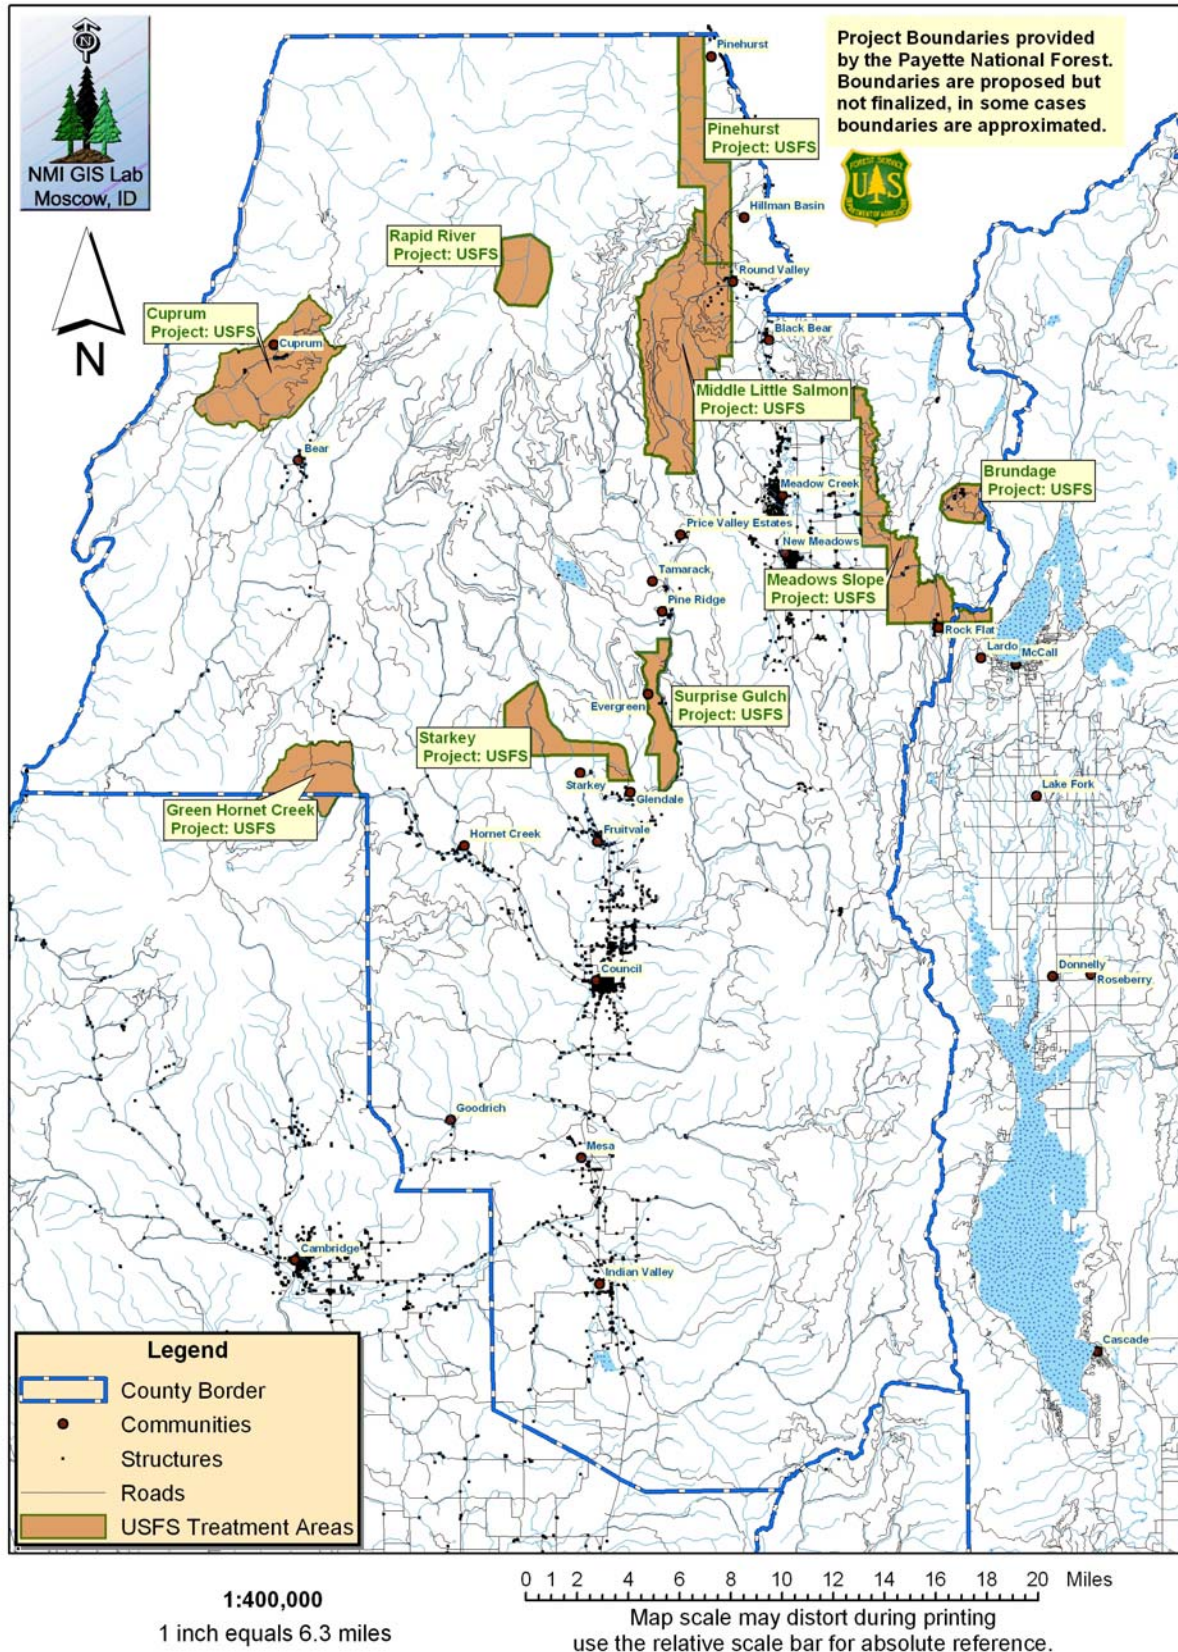 N
NMI GIS Lab
Moscow, ID
N
Project Boundaries provided
by the Payette National Forest.
Boundaries are proposed but
not finalized, in some cases
boundaries are approximated.
FOREST SERVICE
US
DEPARTMENT OF AGRICULTURE
Pinehurst
Pinehurst
Project: USFS
Hillman Basin
Rapid River
Project: USFS
Round Valley
Cuprum
Project: USFS
Cuprum
Black Bear
Middle Little Salmon
Project: USFS
Bear
Brundage
Project: USFS
Meadow Creek
Price Valley Estates
New Meadows
Tamarack
Meadows Slope
Project: USFS
Pine Ridge
Rock Flat
Lardo
McCall
Evergreen
Surprise Gulch
Project: USFS
Starkey
Project: USFS
Starkey
Glendale
Lake Fork
Green Hornet Creek
Project: USFS
Hornet Creek
Fruitvale
Council
Donnelly
Roseberry
Goodrich
Mesa
Cambridge
Indian Valley
Cascade
Legend
County Border
Communities
Structures
Roads
USFS Treatment Areas
1:400,000
1 inch equals 6.3 miles
0 1 2 4 6 8 10 12 14 16 18 20 Miles
Map scale may distort during printing
use the relative scale bar for absolute reference.